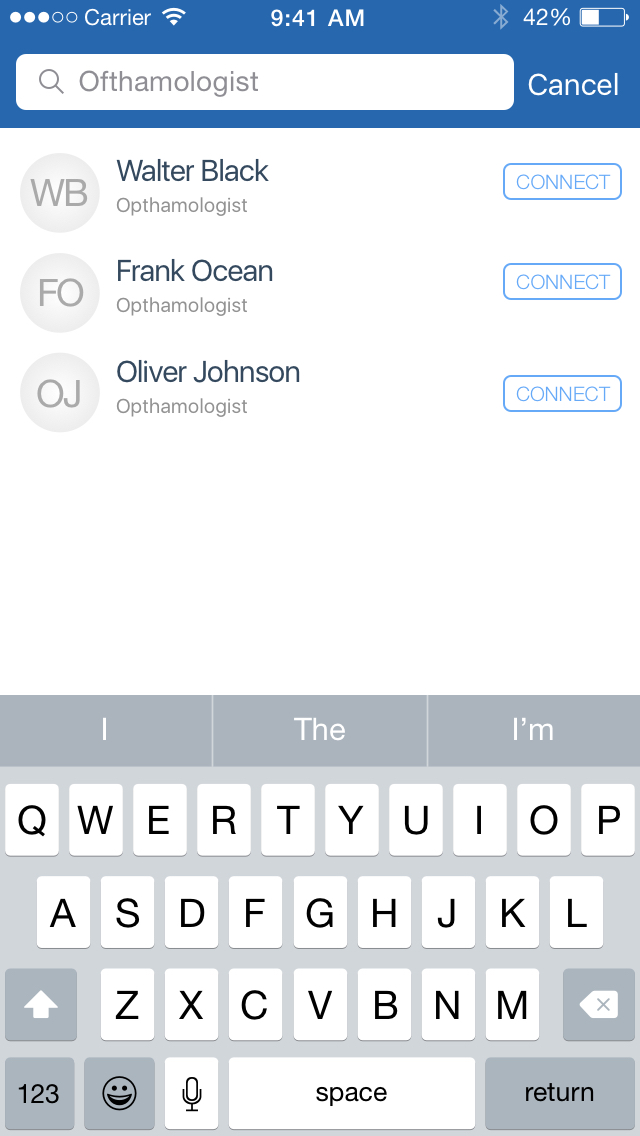 Carrier 9:41 AM 42%
Ofthamologist Cancel
WB Walter Black CONNECT
Opthamologist
FO Frank Ocean CONNECT
Opthamologist
OJ Oliver Johnson CONNECT
Opthamologist
I The I’m
Q W E R T Y U I O P
A S D F G H J K L
Z X C V B N M
123 space return